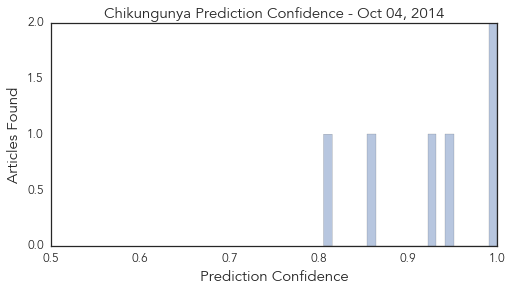 Chikungunya Prediction Confidence - Oct 04, 2014
Articles Found
2.0
1.5
1.0
0.5
0.0
0.5 0.6 0.7 0.8 0.9 1.0
Prediction Confidence